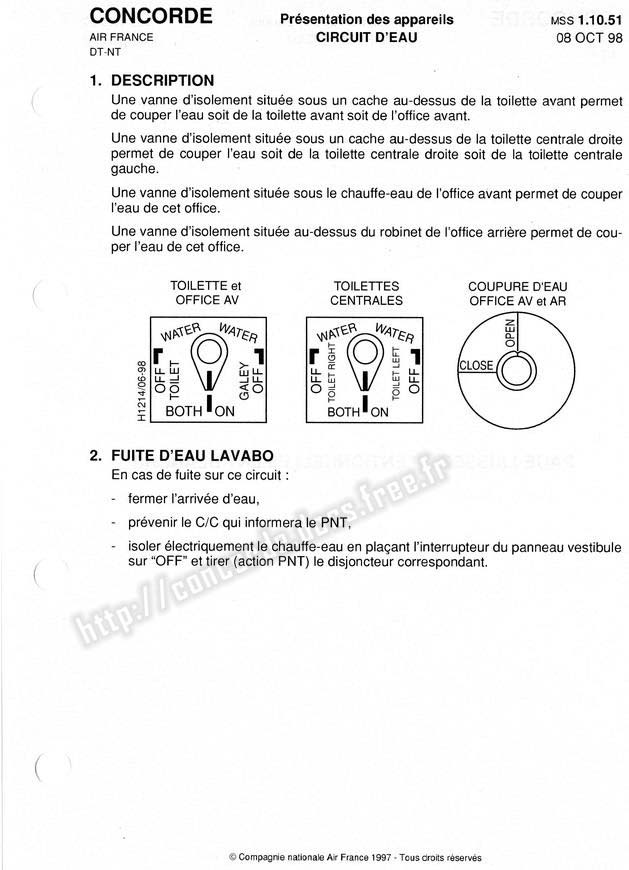 CONCORDE
Présentation des appareils
MSS 1.10.51
AIR FRANCE
CIRCUIT D'EAU
08 OCT 98
DT-NT
1. DESCRIPTION
Une vanne d'isolement située sous un cache au-dessus de la toilette avant permet
de couper l'eau soit de la toilette avant soit de l'office avant.
Une vanne d'isolement située sous un cache au-dessus de la toilette centrale droite
permet de couper l'eau soit de la toilette centrale droite soit de la toilette centrale
gauche.
Une vanne d'isolement située sous le chauffe-eau de l'office avant permet de couper
l'eau de cet office.
Une vanne d'isolement située au-dessus du robinet de l'office arrière permet de cou-
per l'eau de cet office.
TOILETTE et
OFFICE AV
WATER WATER
OFF
TOILET
GALEY
OFF
BOTH ON
H1214/06-98
TOILETTES
CENTRALES
WATER WATER
OFF
TOILET RIGHT
TOILET LEFT
OFF
BOTH ON
COUPURE D'EAU
OFFICE AV et AR
OPEN
CLOSE
2. FUITE D'EAU LAVABO
En cas de fuite sur ce circuit :
- fermer l'arrivée d'eau,
- prévenir le C/C qui informera le PNT,
- isoler électriquement le chauffe-eau en plaçant l'interrupteur du panneau vestibule
sur "OFF" et tirer (action PNT) le disjoncteur correspondant.
© Compagnie nationale Air France 1997 - Tous droits réservés